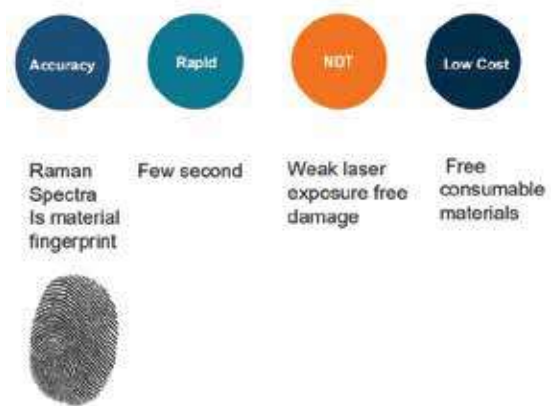 Accuracy
Rapid
NDT
Low Cost
Raman
Spectra
Is material
fingerprint
Few second
Weak laser
exposure free
damage
Free
consumable
materials